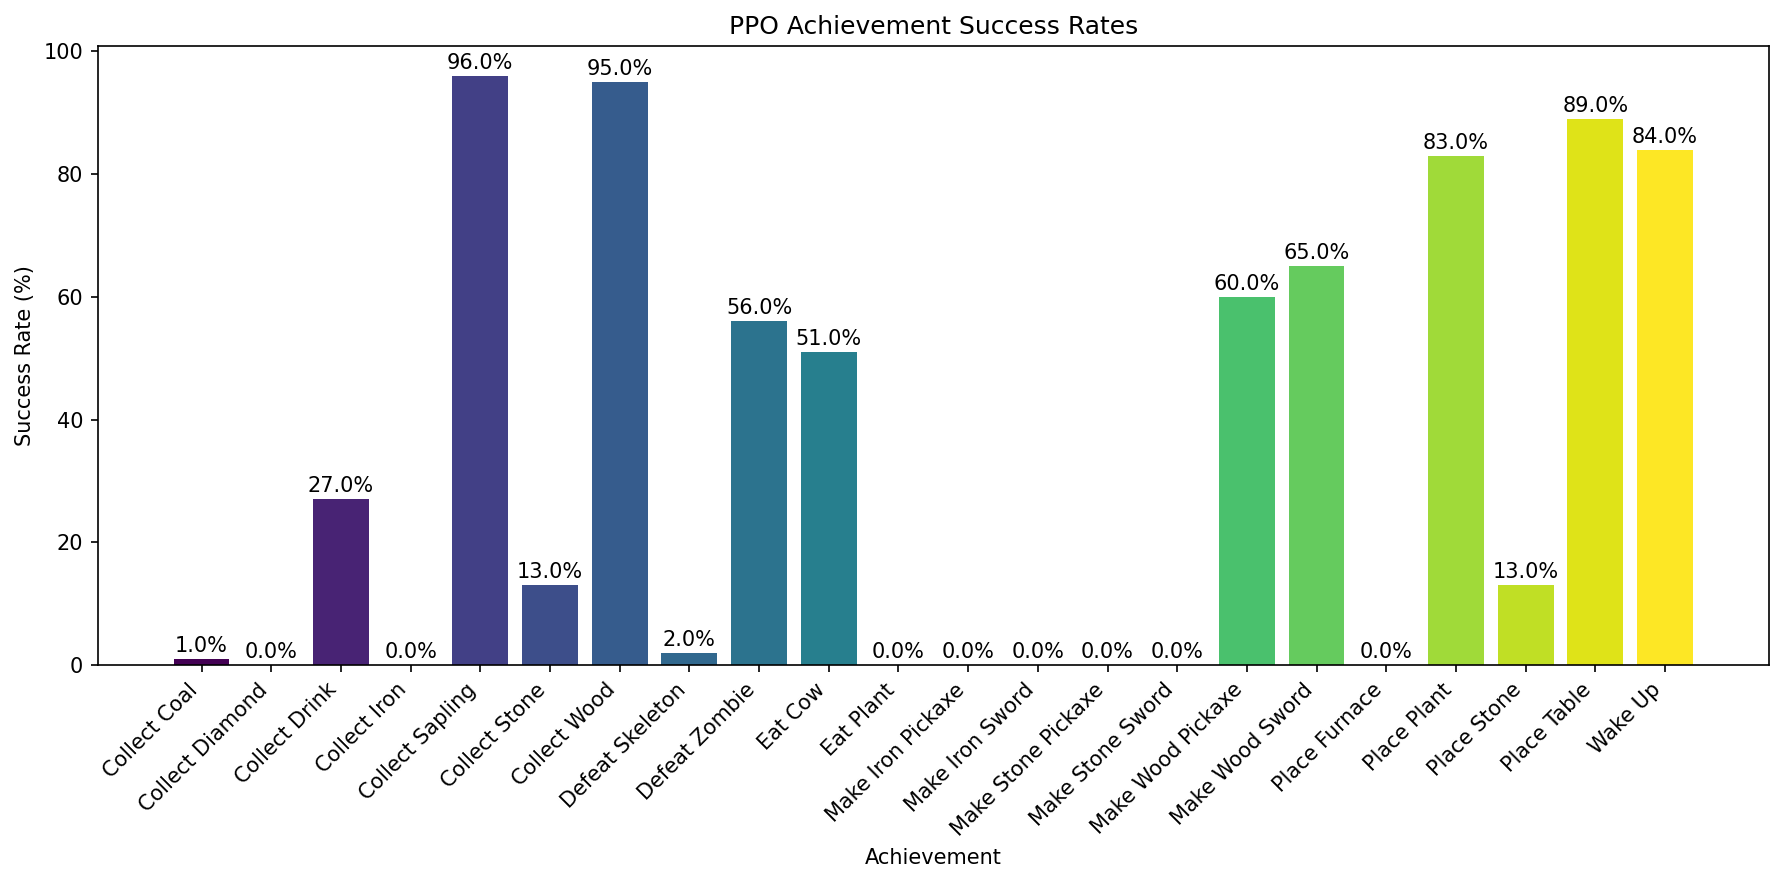 PPO Achievement Success Rates
Success Rate (%)
100
80
60
40
20
0
1.0%
0.0%
27.0%
0.0%
96.0%
13.0%
95.0%
2.0%
56.0%
51.0%
0.0%
0.0%
0.0%
0.0%
0.0%
60.0%
65.0%
0.0%
83.0%
13.0%
89.0%
84.0%
Collect Coal
Collect Diamond
Collect Drink
Collect Iron
Collect Sapling
Collect Stone
Collect Wood
Defeat Skeleton
Defeat Zombie
Eat Cow
Eat Plant
Make Iron Pickaxe
Make Iron Sword
Make Stone Pickaxe
Make Stone Sword
Make Wood Pickaxe
Make Wood Sword
Place Furnace
Place Plant
Place Stone
Place Table
Wake Up
Achievement